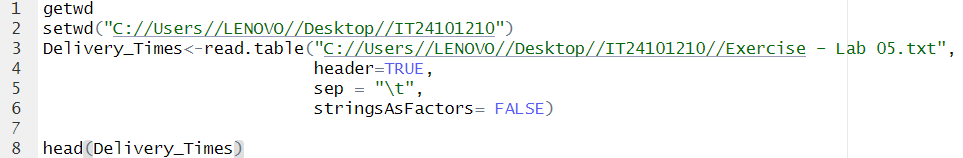 1 getwd
2 setwd("C://Users//LENOVO//Desktop//IT24101210")
3 Delivery_Times<-read.table("C://Users//LENOVO//Desktop//IT24101210//Exercise - Lab 05.txt",
4 header=TRUE,
5 sep = "\t",
6 stringsAsFactors= FALSE)
7
8 head(Delivery_Times)